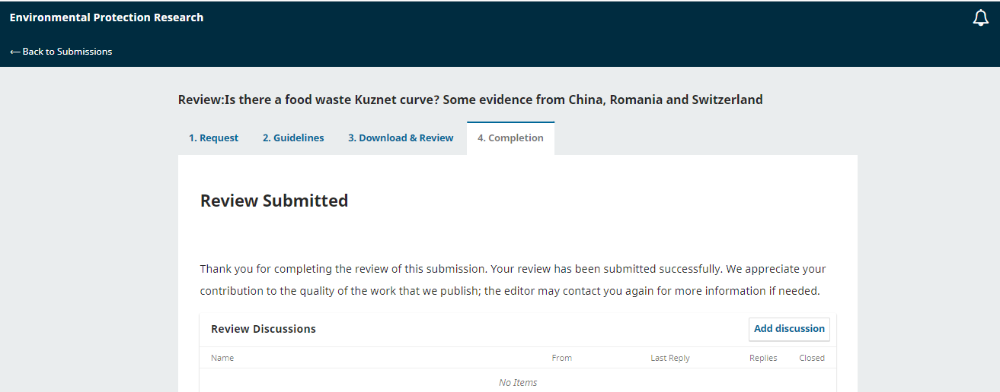 Environmental Protection Research
← Back to Submissions
Review:Is there a food waste Kuznet curve? Some evidence from China, Romania and Switzerland
1. Request 2. Guidelines 3. Download & Review 4. Completion
Review Submitted
Thank you for completing the review of this submission. Your review has been submitted successfully. We appreciate your
contribution to the quality of the work that we publish; the editor may contact you again for more information if needed.
Review Discussions Add discussion
Name From Last Reply Replies Closed
No Items